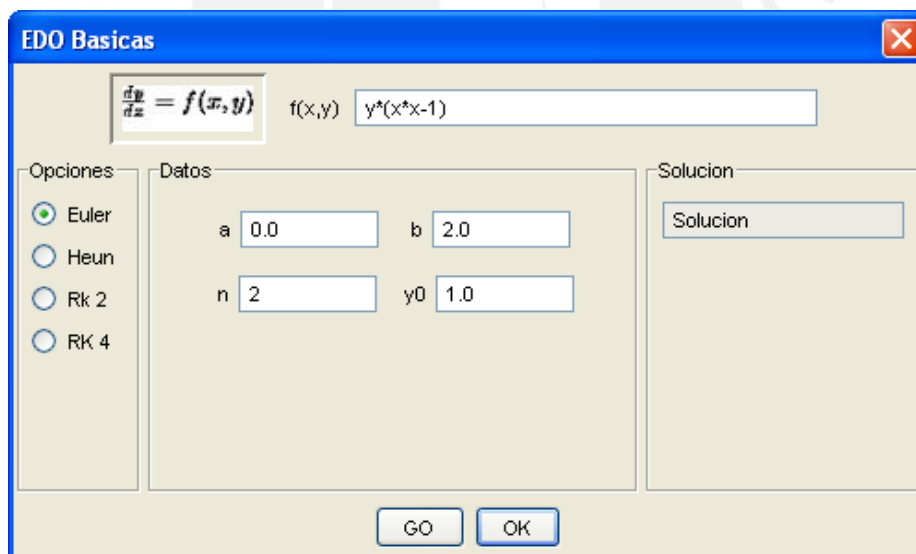 EDO Basicas
dy/dx = f(x,y) f(x,y) y*(x*x-1)
Opciones
Euler
Heun
Rk 2
RK 4
Datos
a 0.0 b 2.0
n 2 y0 1.0
Solucion
Solucion
GO OK